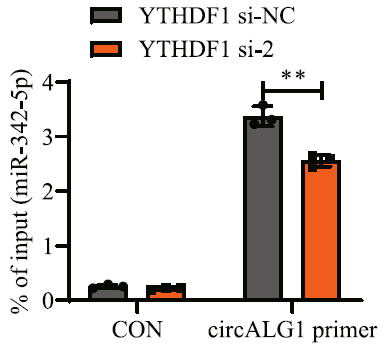 YTHDF1 si-NC
YTHDF1 si-2
% of input (miR-342-5p)
4
3
2
1
0
**
CON
circALG1 primer